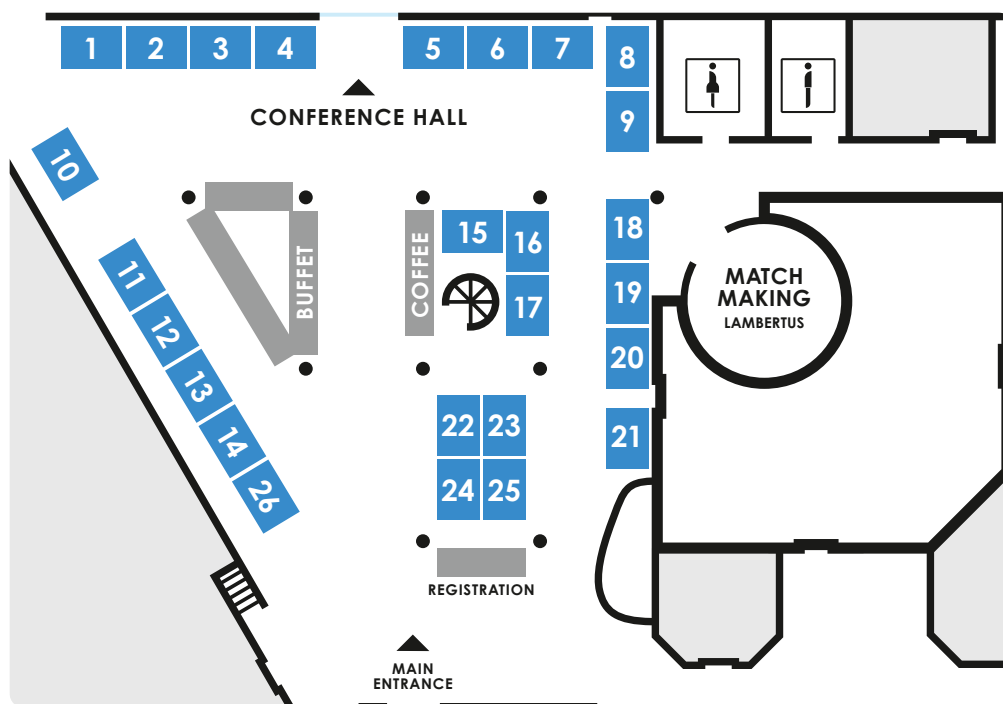 1
2
3
4
5
6
7
8
9
CONFERENCE HALL
10
11
12
13
14
26
BUFFET
COFFEE
15
16
17
18
19
20
21
MATCH
MAKING
LAMBERTUS
22
23
24
25
REGISTRATION
MAIN
ENTRANCE